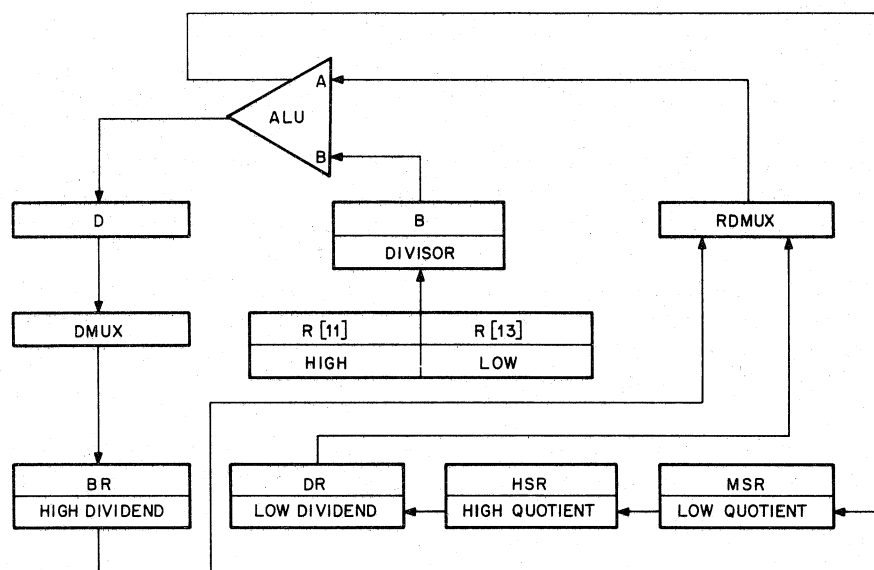 A
ALU
B
D
B
DIVISOR
RDMUX
DMUX
R [11]
R [13]
HIGH
LOW
BR
HIGH DIVIDEND
DR
LOW DIVIDEND
HSR
HIGH QUOTIENT
MSR
LOW QUOTIENT